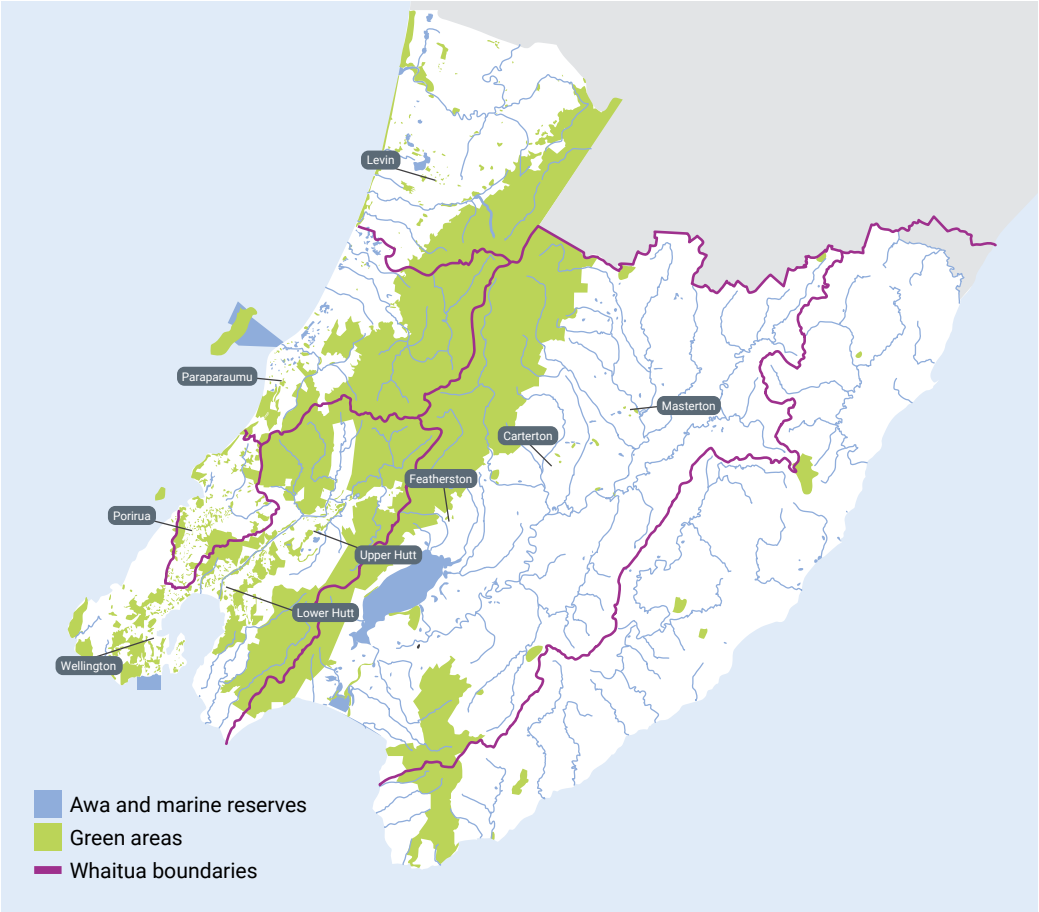 Levin
Paraparaumu
Masterton
Carterton
Featherston
Porirua
Upper Hutt
Lower Hutt
Wellington
Awa and marine reserves
Green areas
Whaitua boundaries